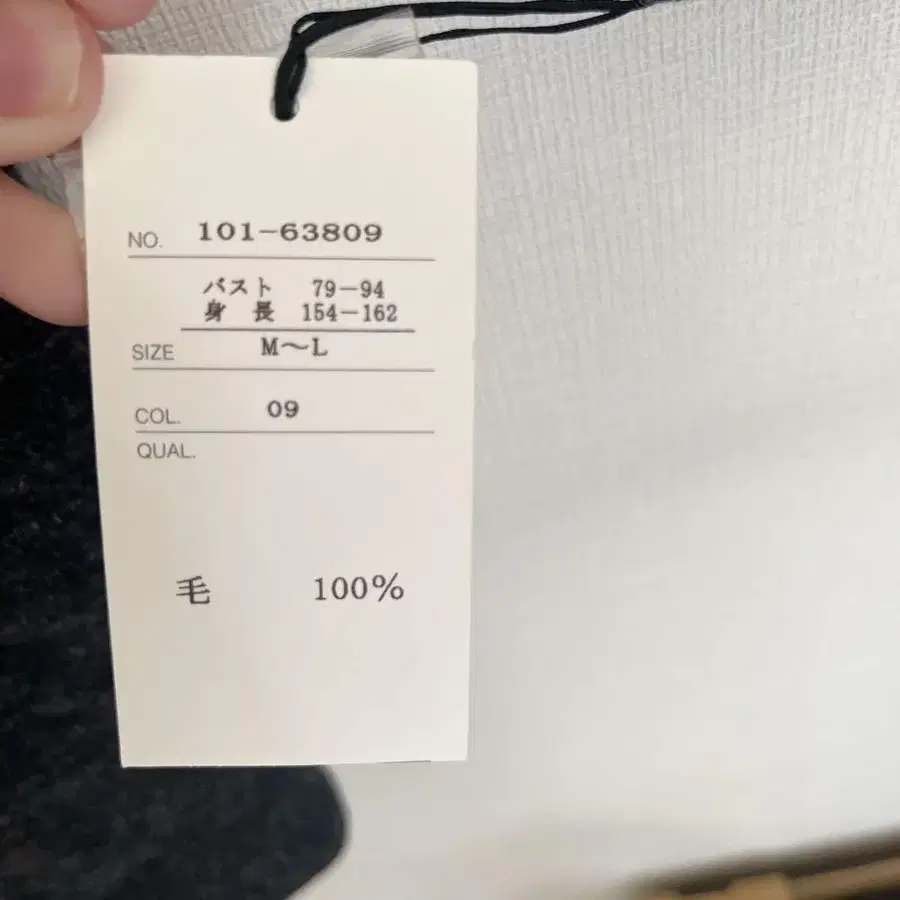 NO. 101-63809
バスト 79-94
身 長 154-162
SIZE M～L
COL. 09
QUAL.
毛 100%